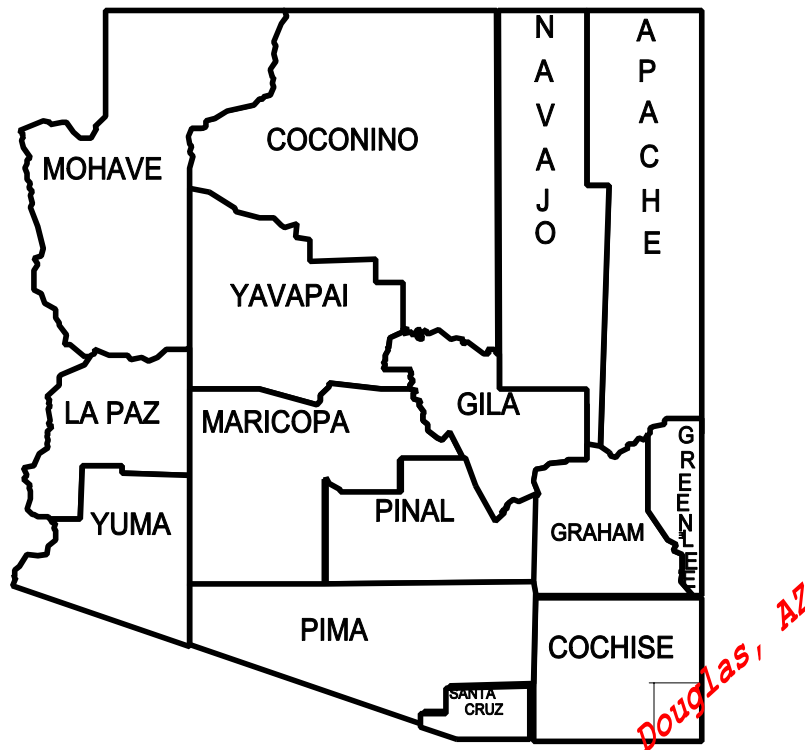 NAVAJO
APACHE
COCONINO
MOHAVE
YAVAPAI
LA PAZ
MARICOPA
GILA
GREENLEE
YUMA
PINAL
GRAHAM
PIMA
COCHISE
SANTA
CRUZ
Douglas, AZ